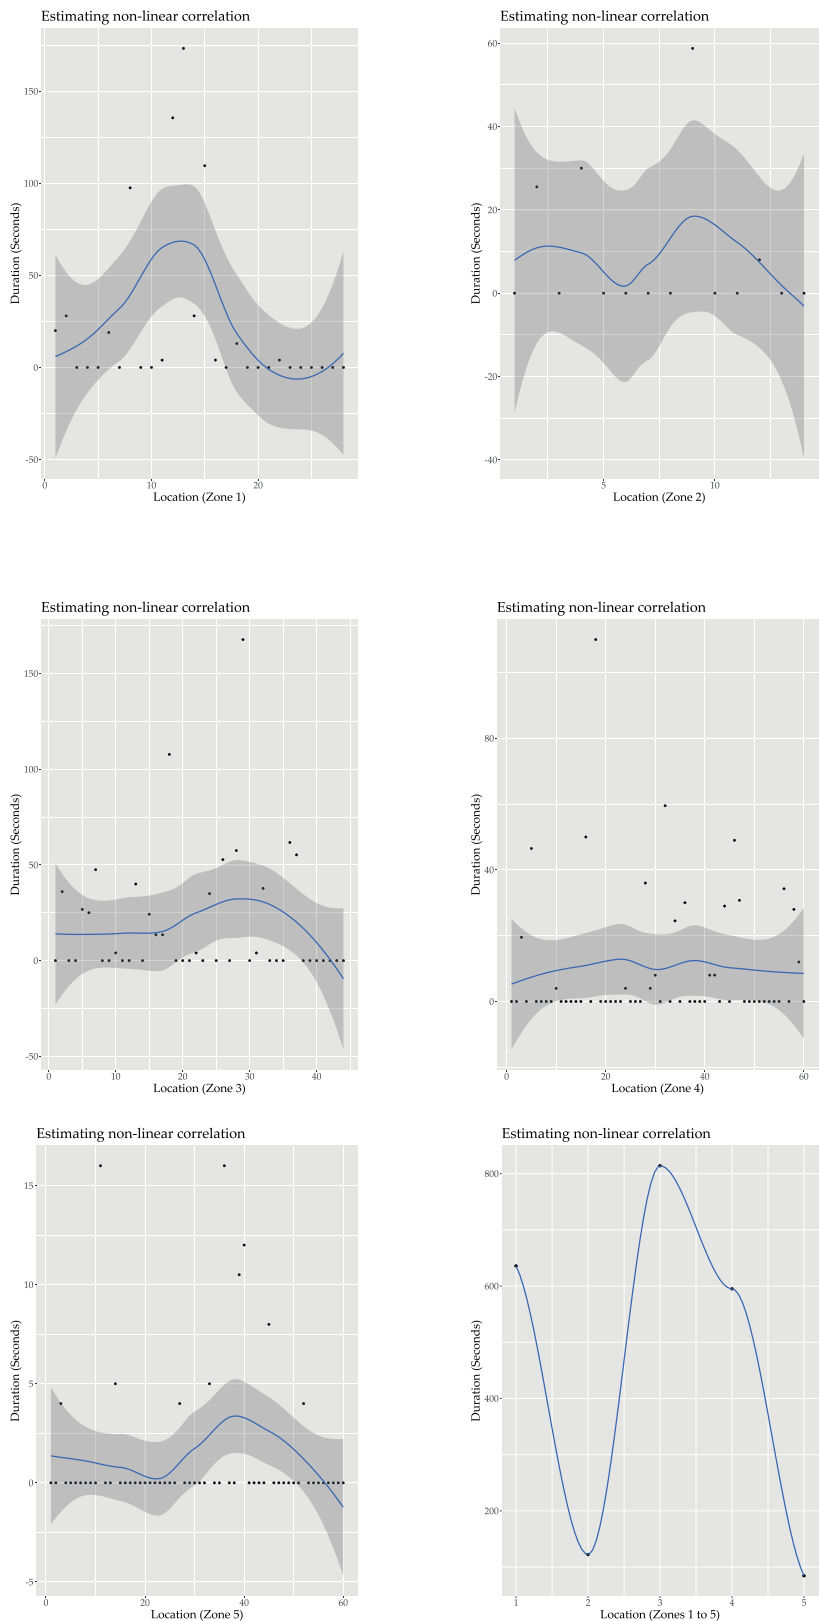 Estimating non-linear correlation
150
100
50
0
-50
Duration (Seconds)
0 10 20
Location (Zone 1)
Estimating non-linear correlation
60
40
20
0
-20
-40
Duration (Seconds)
5 10
Location (Zone 2)
Estimating non-linear correlation
150
100
50
0
-50
Duration (Seconds)
0 10 20 30 40
Location (Zone 3)
Estimating non-linear correlation
80
40
0
Duration (Seconds)
0 20 40 60
Location (Zone 4)
Estimating non-linear correlation
15
10
5
0
-5
Duration (Seconds)
0 20 40 60
Location (Zone 5)
Estimating non-linear correlation
800
600
400
200
Duration (Seconds)
1 2 3 4 5
Location (Zones 1 to 5)